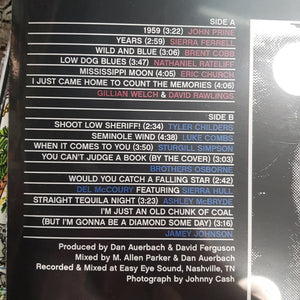 SIDE A
1959 (3:22) JOHN PRINE
YEARS (2:59) SIERRA FERRELL
WILD AND BLUE (3:06) BRENT COBB
LOW DOG BLUES (3:47) NATHANIEL RATELIFF
MISSISSIPPI MOON (4:05) ERIC CHURCH
I JUST CAME HOME TO COUNT THE MEMORIES (4:06)
GILLIAN WELCH & DAVID RAWLINGS
SIDE B
SHOOT LOW SHERIFF! (2:34) TYLER CHILDERS
SEMINOLE WIND (4:38) LUKE COMBS
WHEN IT COMES TO YOU (3:50) STURGILL SIMPSON
YOU CAN'T JUDGE A BOOK (BY THE COVER) (3:03)
BROTHERS OSBORNE
WOULD YOU CATCH A FALLING STAR (2:42)
DEL McCOURY FEATURING SIERRA HULL
STRAIGHT TEQUILA NIGHT (3:23) ASHLEY McBRYDE
I'M JUST AN OLD CHUNK OF COAL
(BUT I'M GONNA BE A DIAMOND SOME DAY) (3:16)
JAMEY JOHNSON
Produced by Dan Auerbach & David Ferguson
Mixed by M. Allen Parker & Dan Auerbach
Recorded & Mixed at Easy Eye Sound, Nashville, TN
Photograph by Johnny Cash